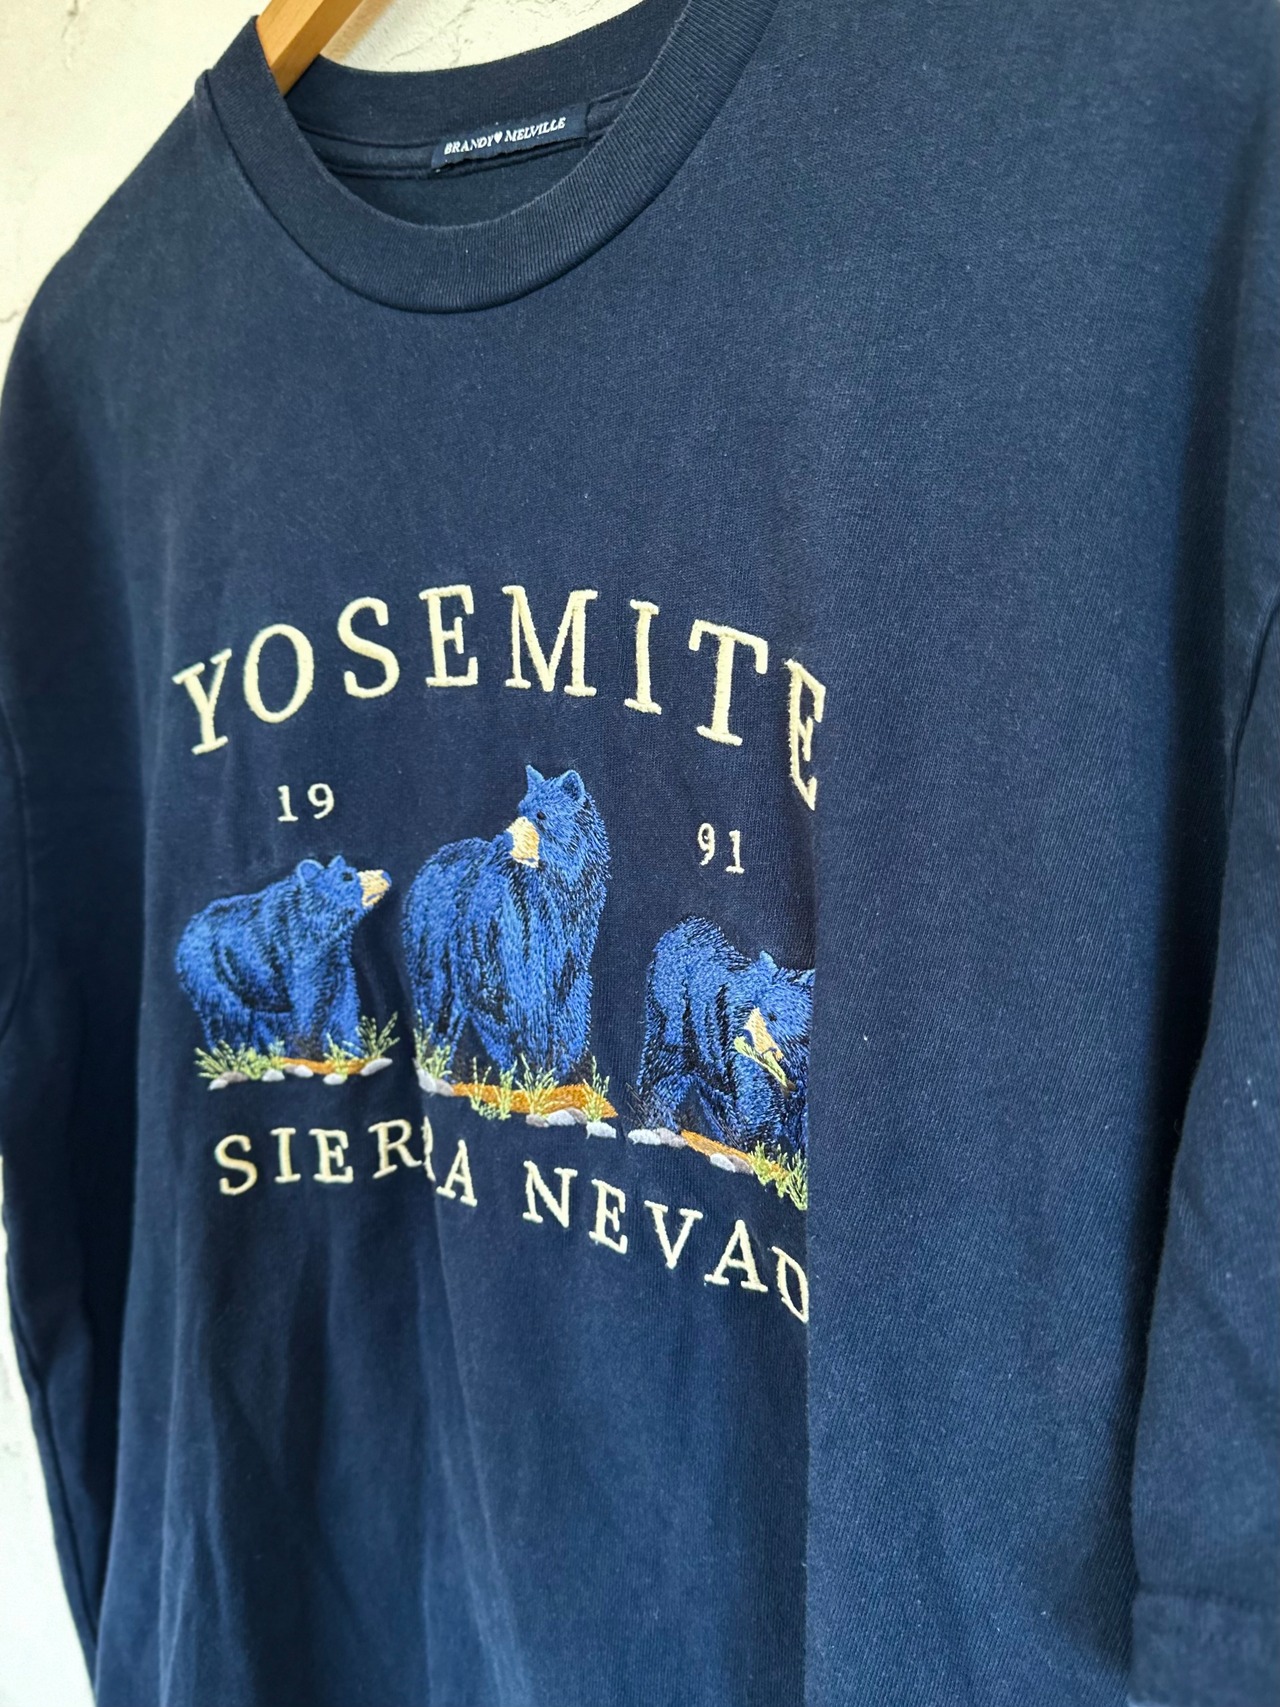 BRANDY♥MELVILLE
YOSEMITE
19 91
SIERRA NEVAD